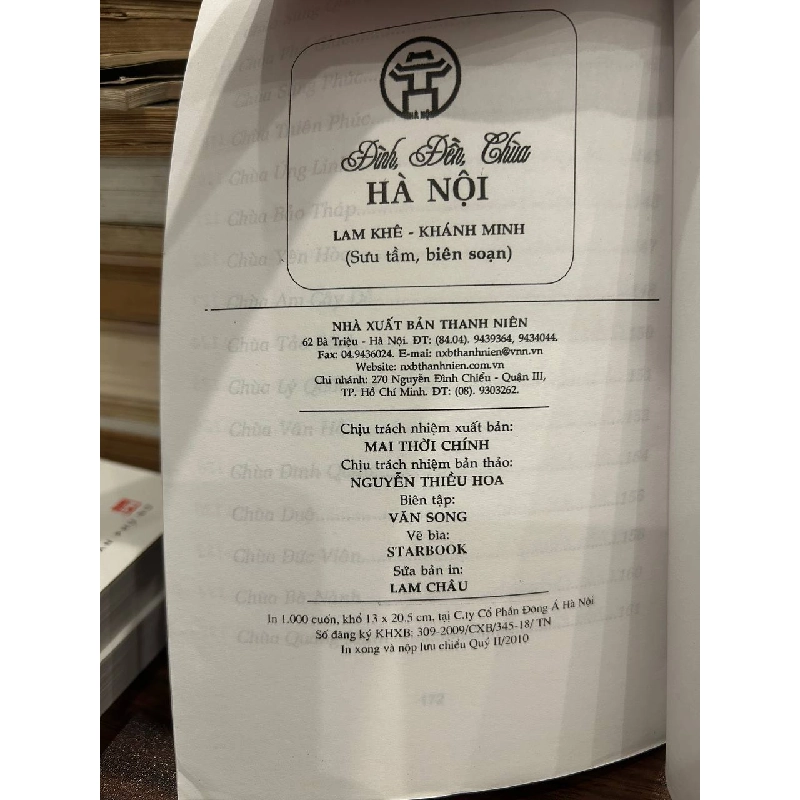 HÀ NỘI
Đình, Đền, Chùa
HÀ NỘI
LAM KHÊ - KHÁNH MINH
(Sưu tầm, biên soạn)
NHÀ XUẤT BẢN THANH NIÊN
62 Bà Triệu - Hà Nội. ĐT: (84.04). 9439364, 9434044.
Fax: 04.9436024. E-mai: nxbthanhnien@vnn.vn
Website: nxbthanhnien.com.vn
Chi nhánh: 270 Nguyễn Đình Chiểu - Quận III,
TP. Hồ Chí Minh. ĐT: (08). 9303262.
Chịu trách nhiệm xuất bản:
MAI THỜI CHÍNH
Chịu trách nhiệm bản thảo:
NGUYỄN THIỀU HOA
Biên tập:
VĂN SONG
Vẽ bìa:
STARBOOK
Sửa bản in:
LAM CHÂU
In 1.000 cuốn, khổ 13 x 20,5 cm, tại C.ty Cổ Phần Đông Á Hà Nội
Số đăng ký KHXB: 309-2009/CXB/345-18/ TN
In xong và nộp lưu chiểu Quý II/2010